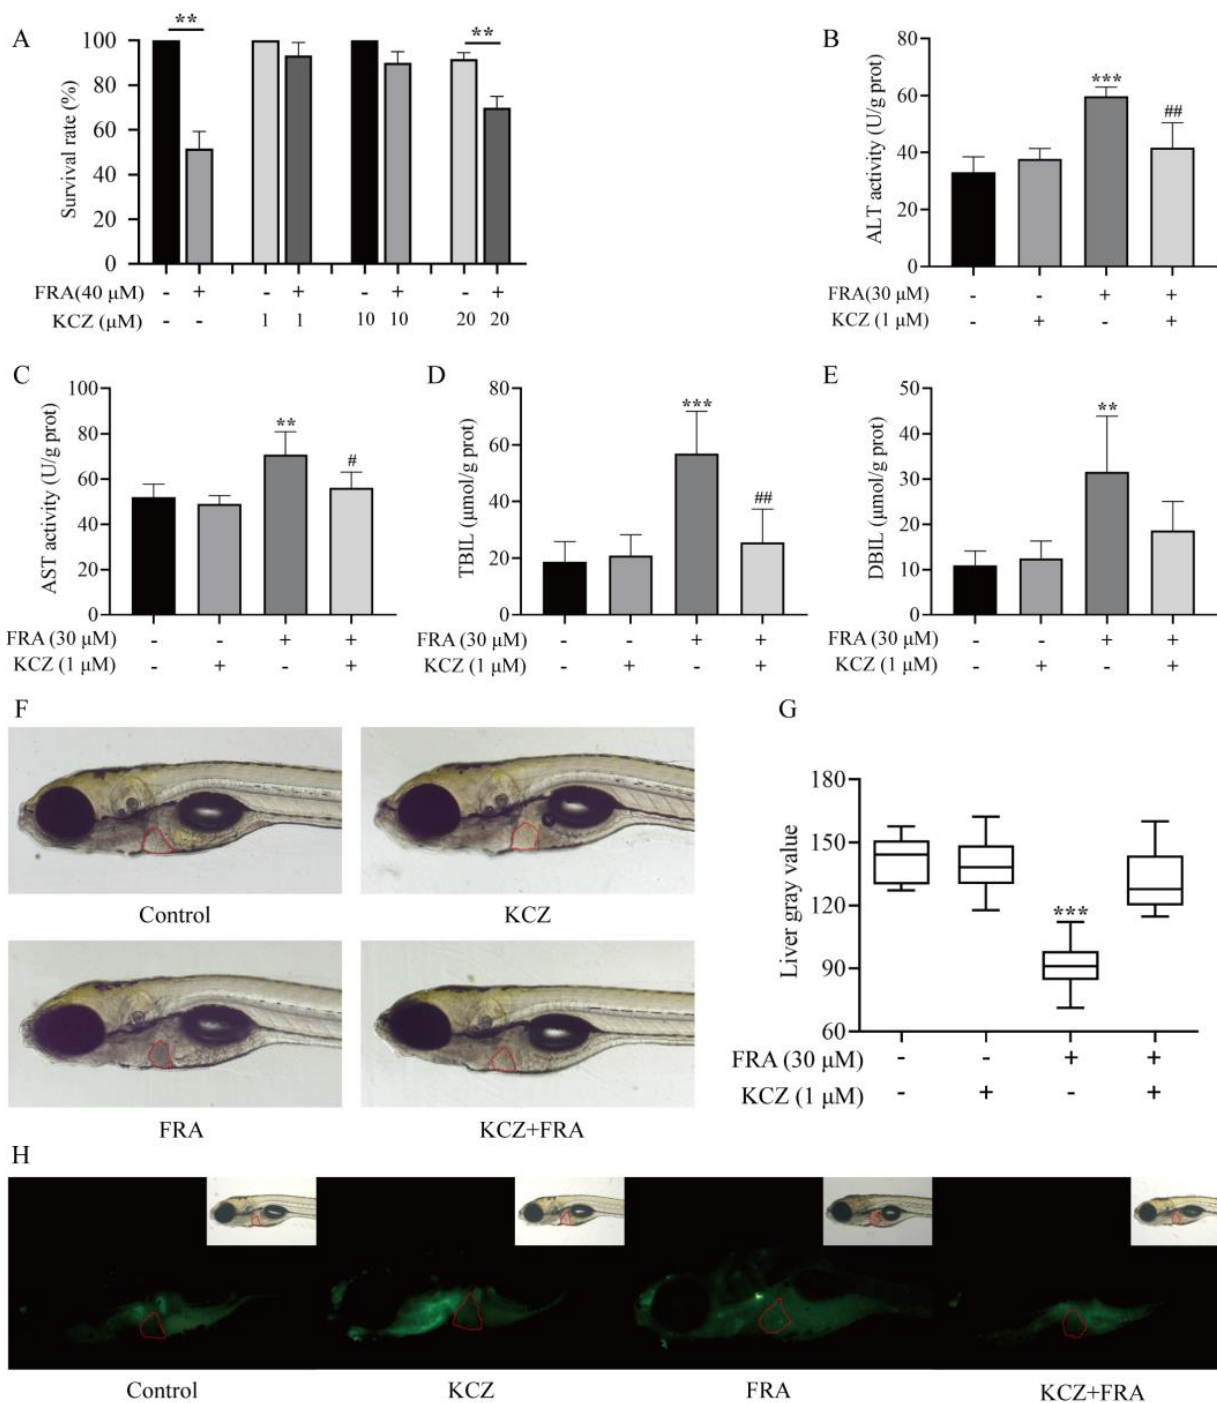 A
**
**
Survival rate (%)
100
80
60
40
20
0
FRA(40 μM) - + - + - + - +
KCZ (μM) - - 1 1 10 10 20 20
B
ALT activity (U/g prot)
80
60
40
20
0
***
##
FRA(30 μM) - - + +
KCZ (1 μM) - + - +
C
AST activity (U/g prot)
100
80
60
40
20
0
**
#
FRA (30 μM) - - + +
KCZ (1 μM) - + - +
D
TBIL (μmol/g prot)
80
60
40
20
0
***
##
FRA (30 μM) - - + +
KCZ (1 μM) - + - +
E
DBIL (μmol/g prot)
50
40
30
20
10
0
**
FRA (30 μM) - - + +
KCZ (1 μM) - + - +
F
Control
KCZ
FRA
KCZ+FRA
G
Liver gray value
180
150
120
90
60
***
FRA (30 μM) - - + +
KCZ (1 μM) - + - +
H
Control
KCZ
FRA
KCZ+FRA